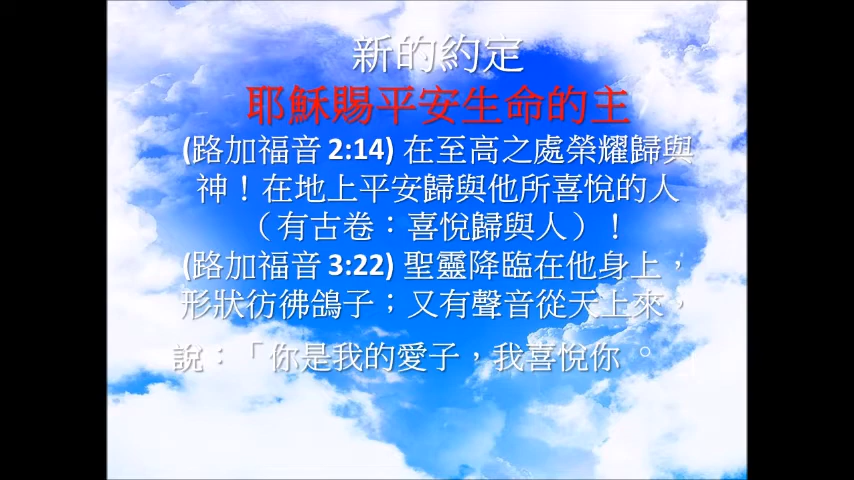 新的約定
耶穌賜平安生命的主
(路加福音 2:14) 在至高之處榮耀歸與
神！在地上平安歸與他所喜悅的人
（有古卷：喜悅歸與人）！
(路加福音 3:22) 聖靈降臨在他身上，
形狀彷彿鴿子；又有聲音從天上來，
說：「你是我的愛子，我喜悅你 。」